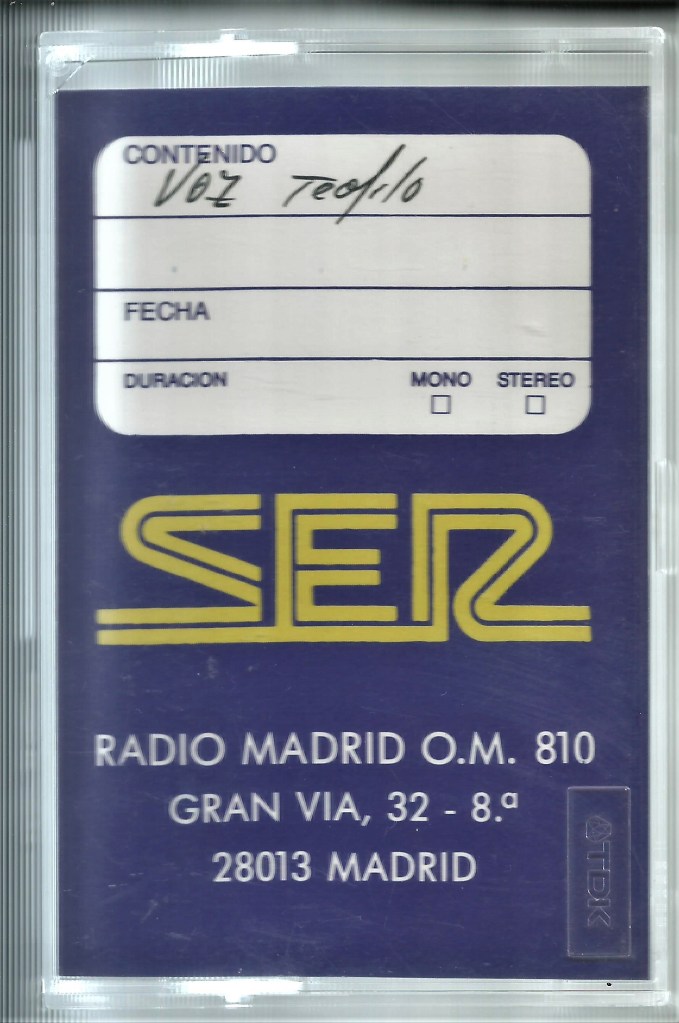 CONTENIDO
VOZ Teofilo
FECHA
DURACION MONO STEREO
SER
RADIO MADRID O.M. 810
GRAN VIA, 32 - 8.ª
28013 MADRID
TDK